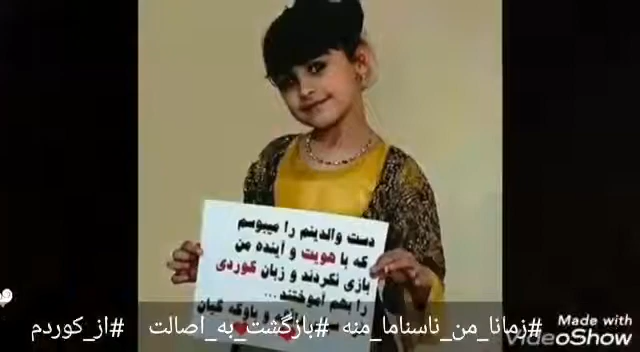 دست والدینم را میبوسم
که با هویت و آینده من
بازی نکردند و زبان کوردی
را بهم آموختند ...
و باوکه گیان
#زمانا_من_ناسناما_منه #بازگشت_به_اصالت #از_کوردم
Made with
VideoShow